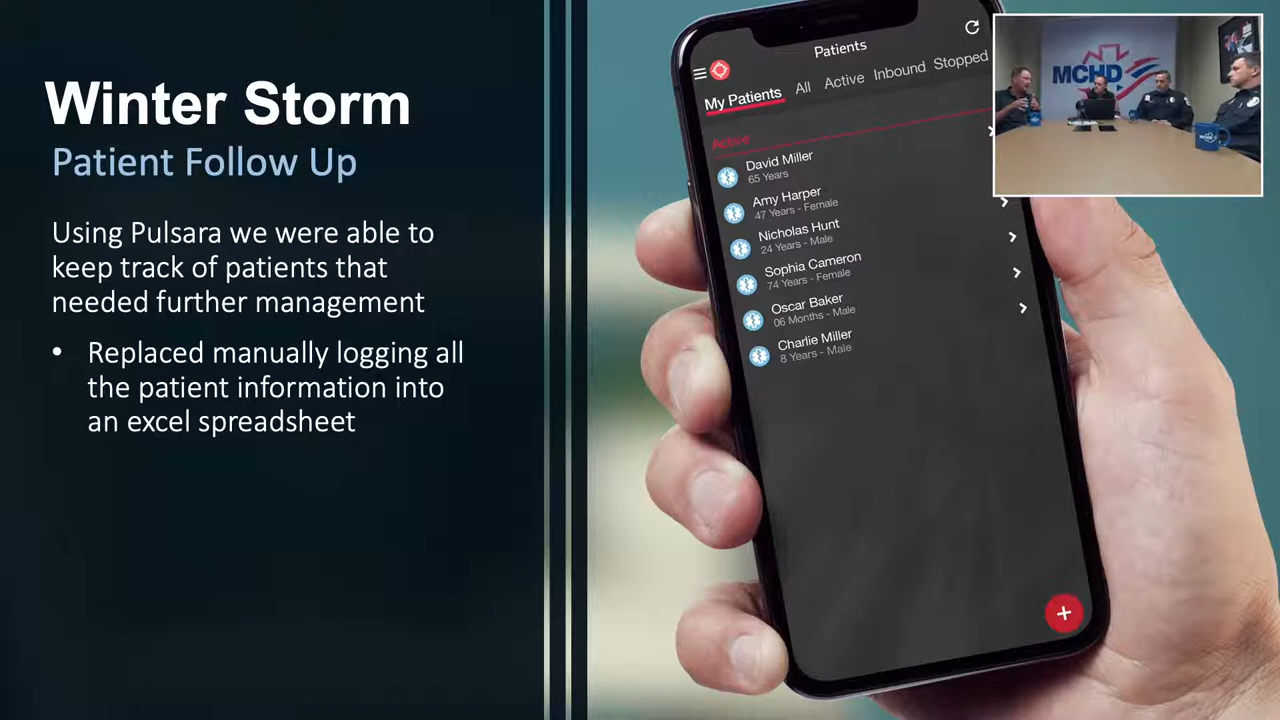 Winter Storm
Patient Follow Up
Using Pulsara we were able to
keep track of patients that
needed further management
• Replaced manually logging all
the patient information into
an excel spreadsheet
Patients
My Patients All Active Inbound Stopped
Active
David Miller
65 Years
Amy Harper
47 Years - Female
Nicholas Hunt
24 Years - Male
Sophia Cameron
74 Years - Female
Oscar Baker
06 Months - Male
Charlie Miller
8 Years - Male
MCHD